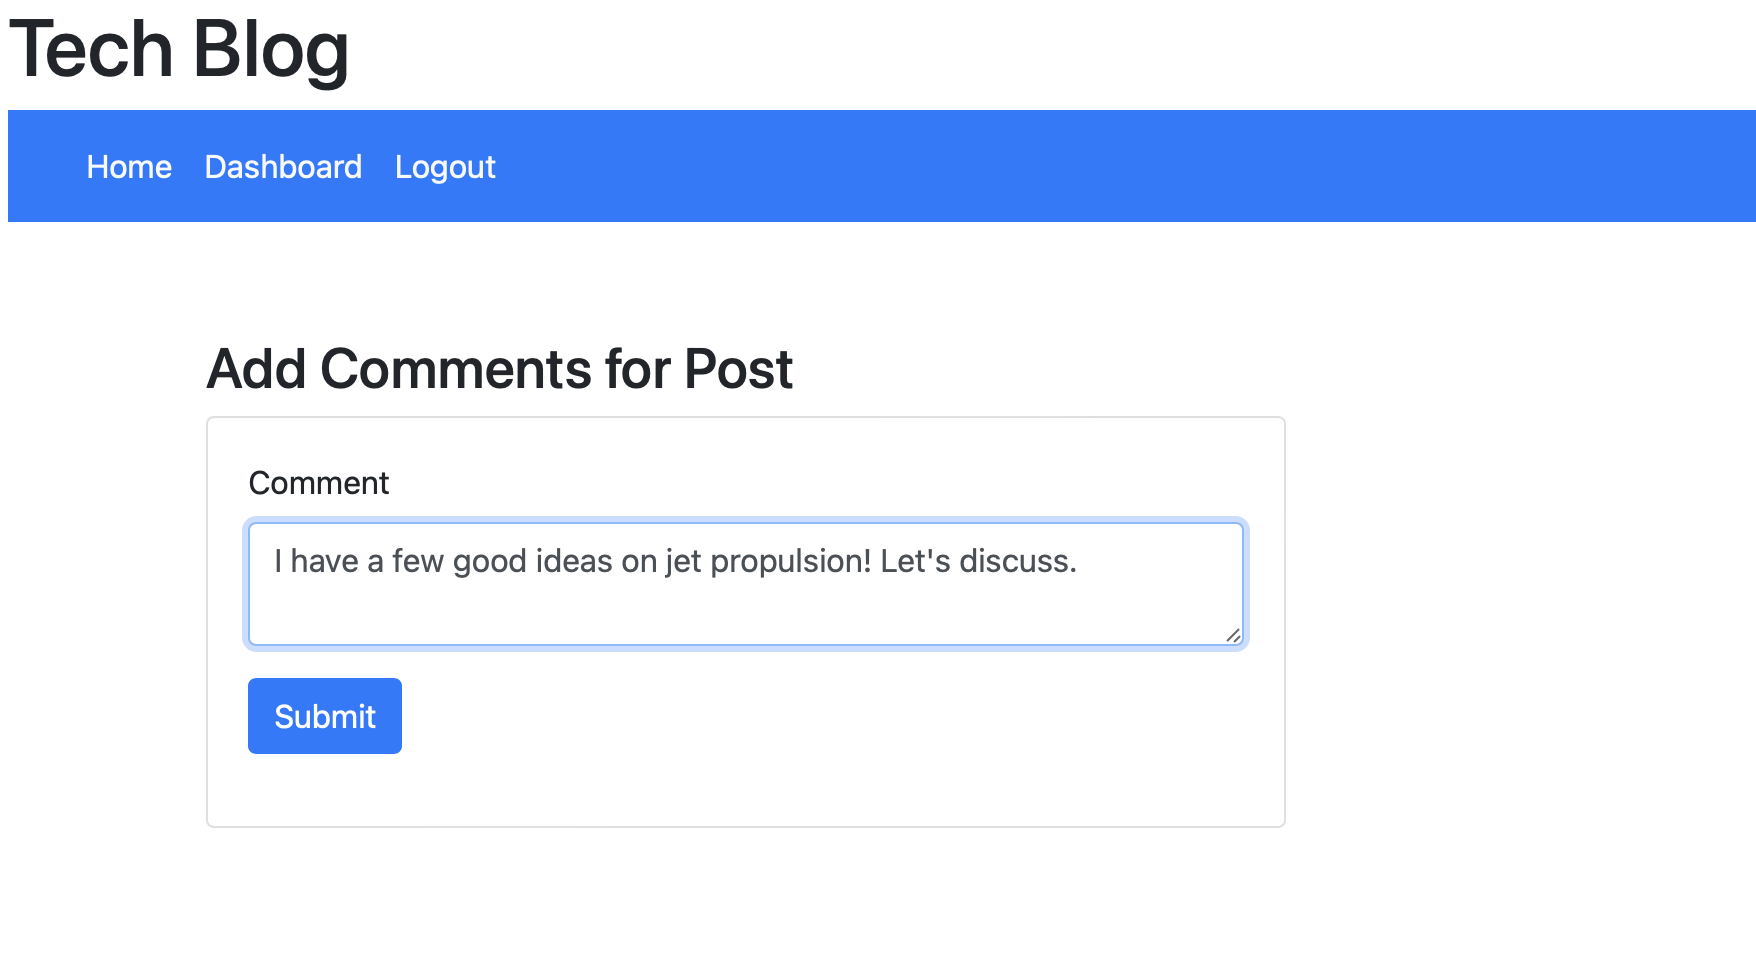 Tech Blog
Home Dashboard Logout
Add Comments for Post
Comment
I have a few good ideas on jet propulsion! Let's discuss.
Submit